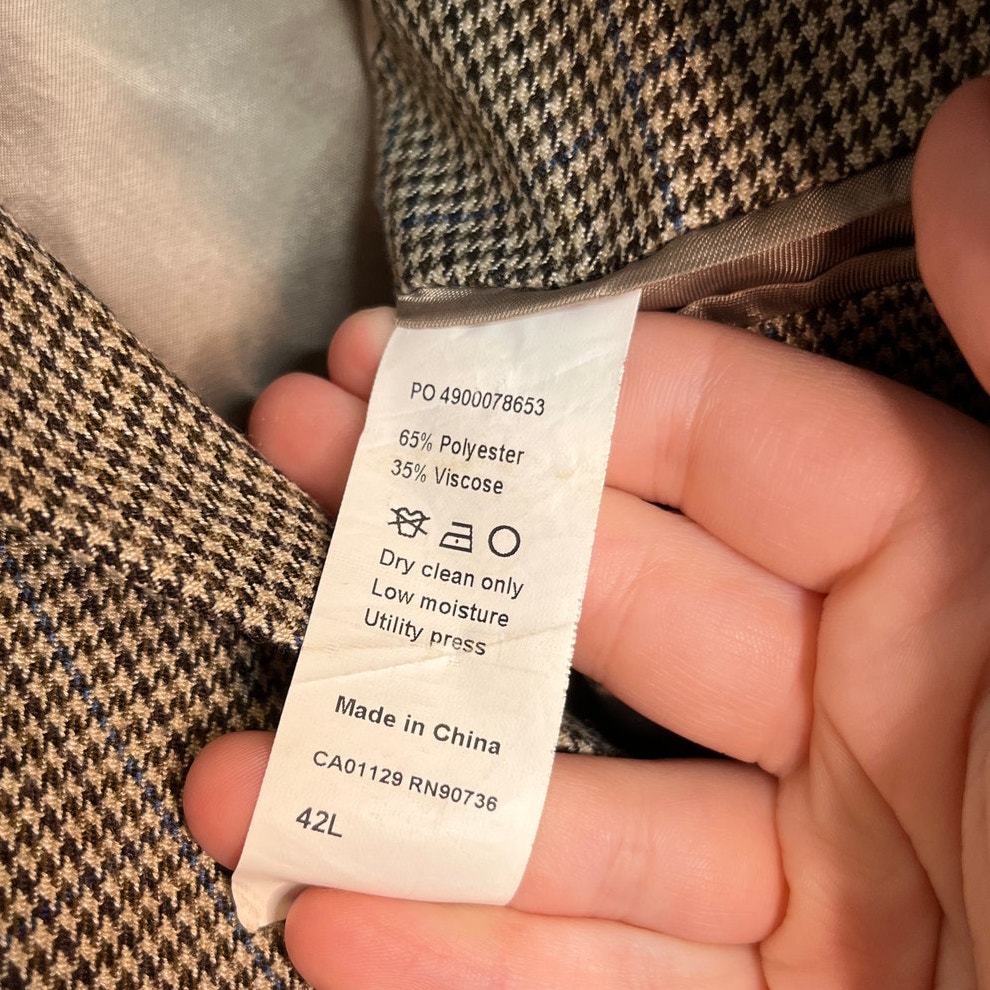 PO 4900078653
65% Polyester
35% Viscose
Dry clean only
Low moisture
Utility press
Made in China
CA01129 RN90736
42L